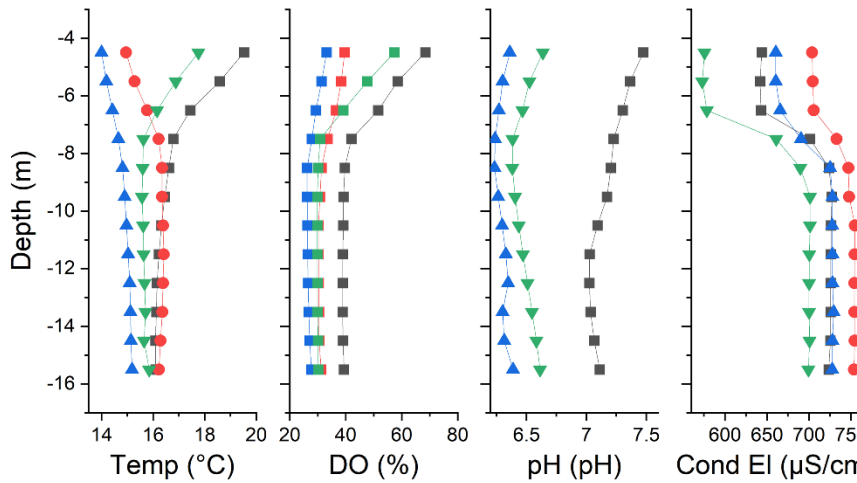 -4
-6
-8
-10
-12
-14
-16
Depth (m)
14 16 18 20
20 40 60 80
6.5 7 7.5
600 650 700 75
Temp (°C)
DO (%)
pH (pH)
Cond El (µS/cm